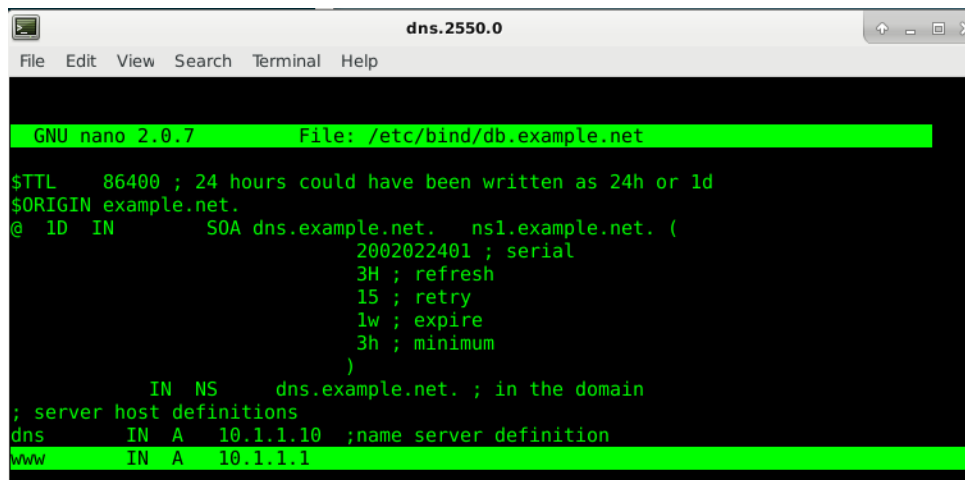 dns.2550.0
File Edit View Search Terminal Help
GNU nano 2.0.7 File: /etc/bind/db.example.net
$TTL 86400 ; 24 hours could have been written as 24h or 1d
$ORIGIN example.net.
@ 1D IN SOA dns.example.net. ns1.example.net. (
2002022401 ; serial
3H ; refresh
15 ; retry
1w ; expire
3h ; minimum
)
IN NS dns.example.net. ; in the domain
; server host definitions
dns IN A 10.1.1.10 ;name server definition
www IN A 10.1.1.1